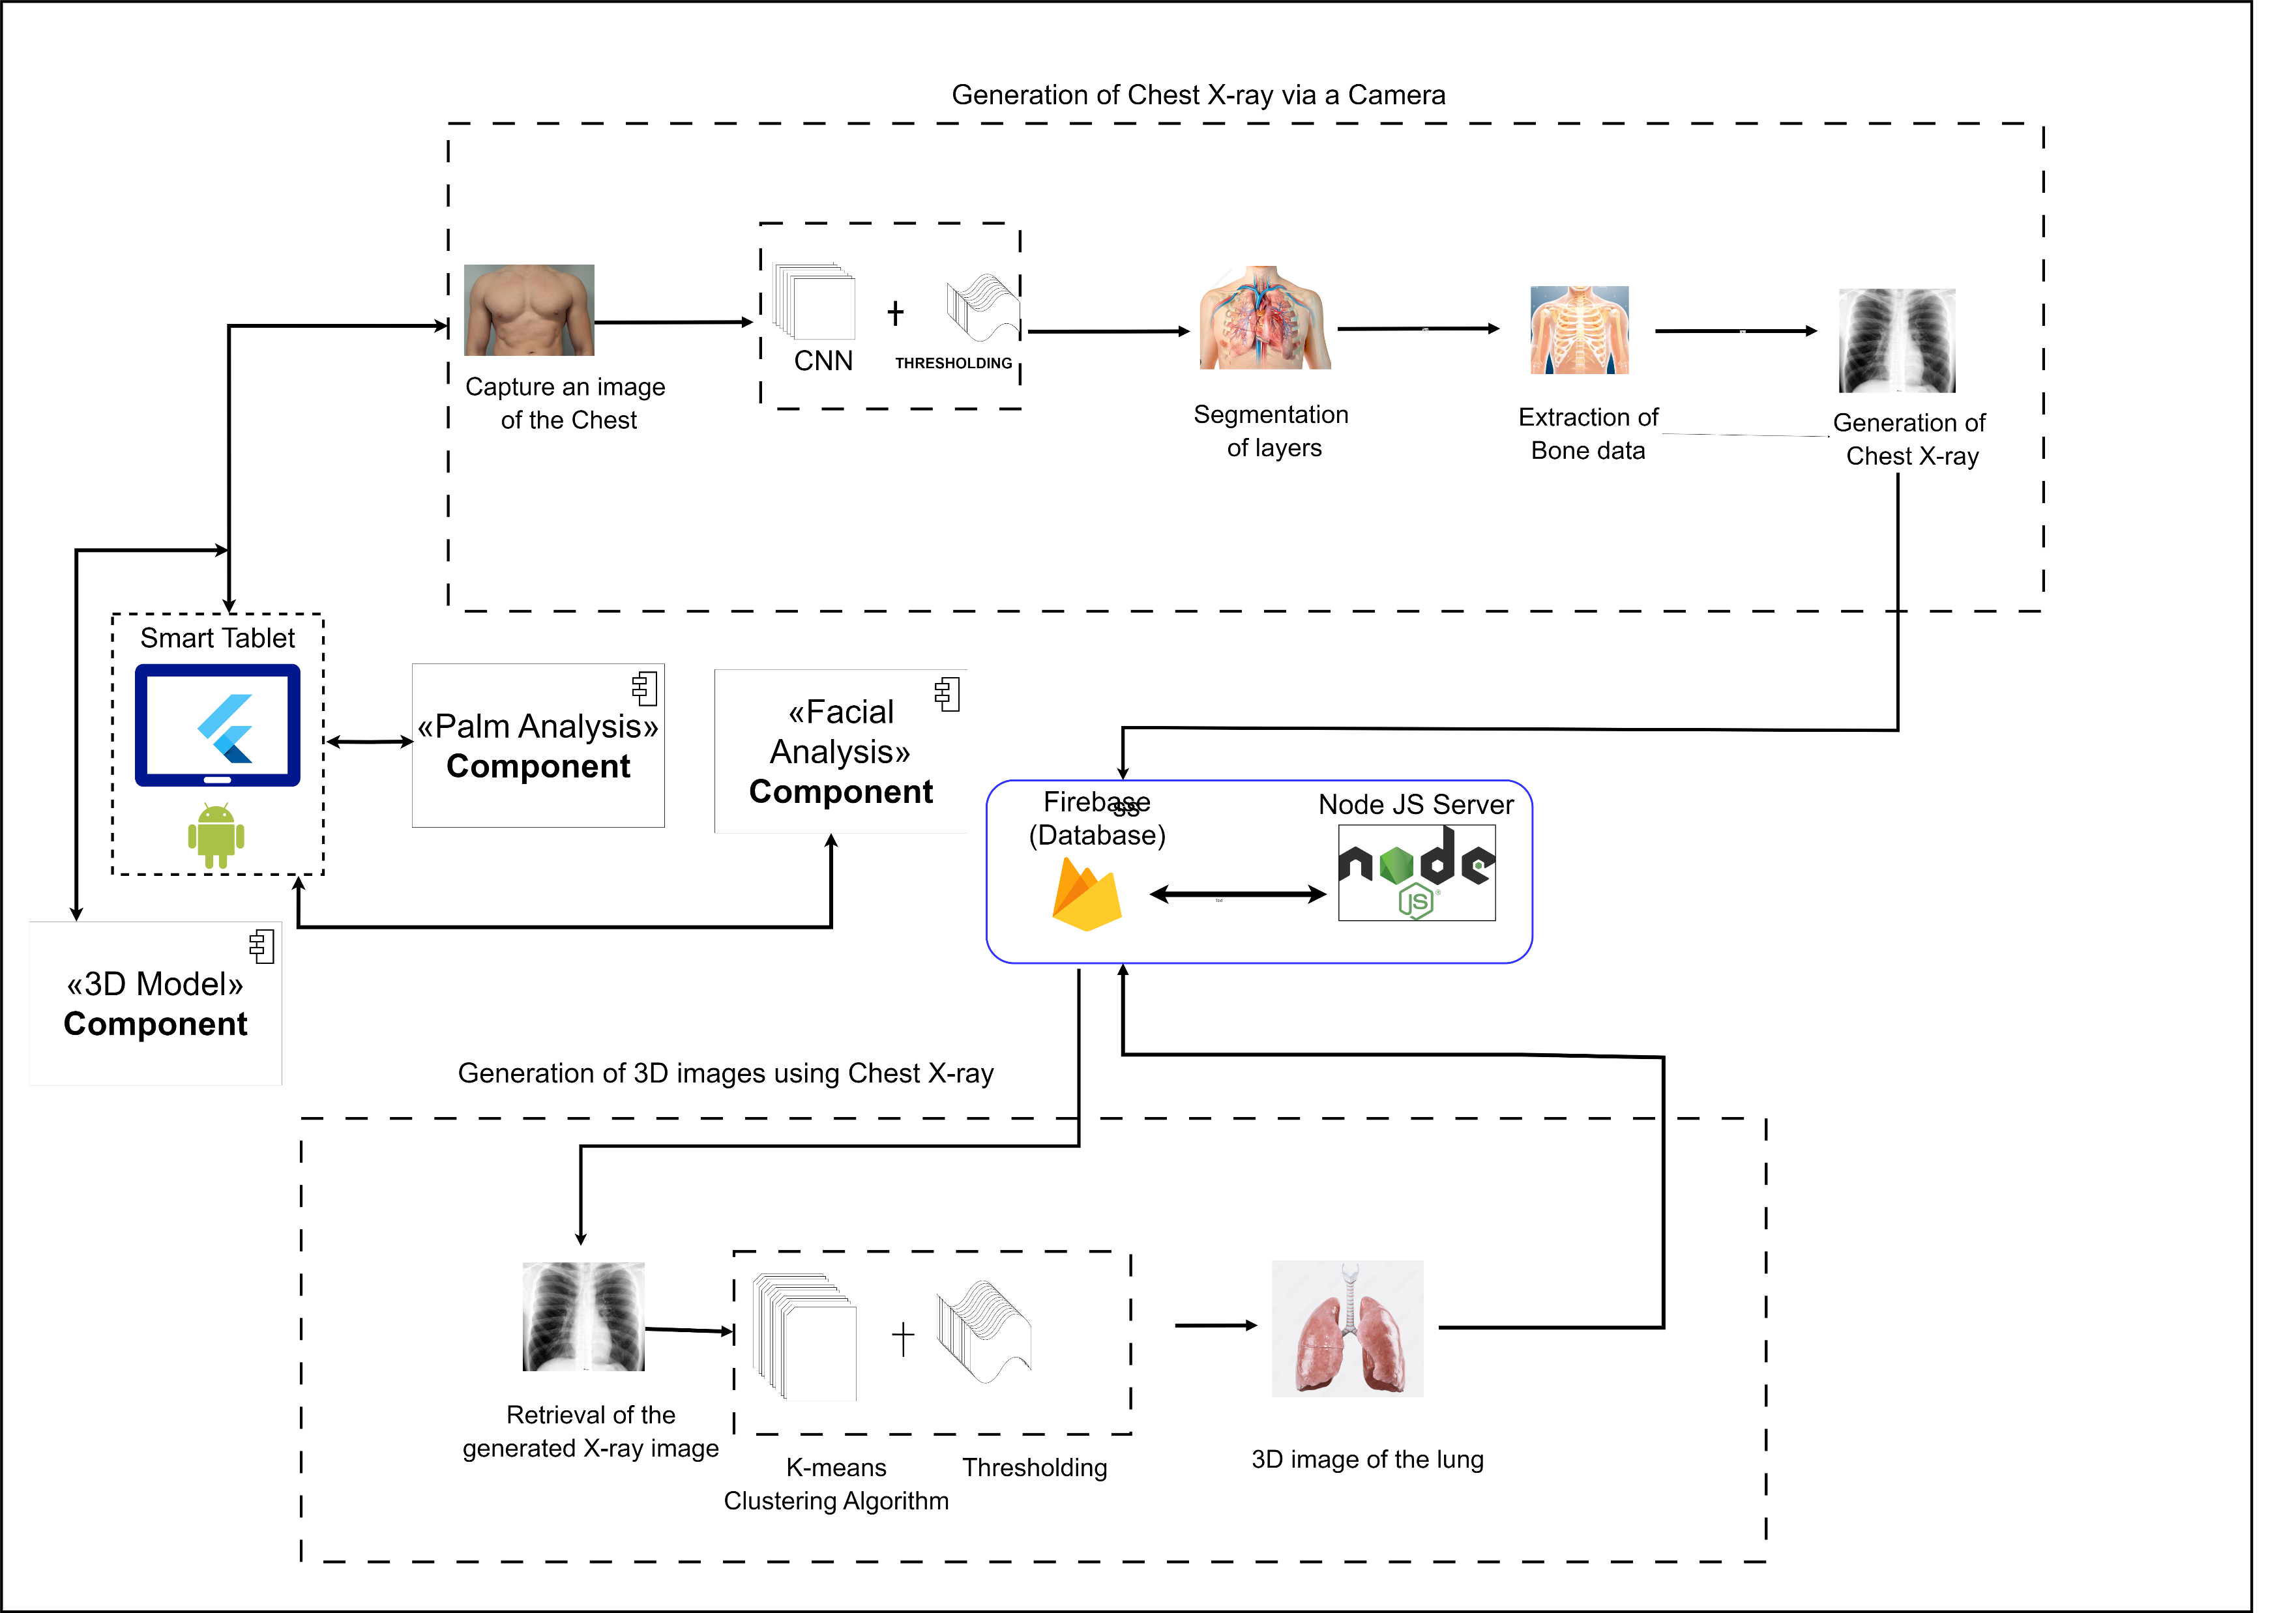 Generation of Chest X-ray via a Camera
CNN
THRESHOLDING
Capture an image
of the Chest
Segmentation
of layers
Extraction of
Bone data
Generation of
Chest X-ray
Smart Tablet
«Palm Analysis»
Component
«Facial
Analysis»
Component
Firebase
(Database)
Node JS Server
node
JS
«3D Model»
Component
Generation of 3D images using Chest X-ray
Retrieval of the
generated X-ray image
K-means
Clustering Algorithm
Thresholding
3D image of the lung